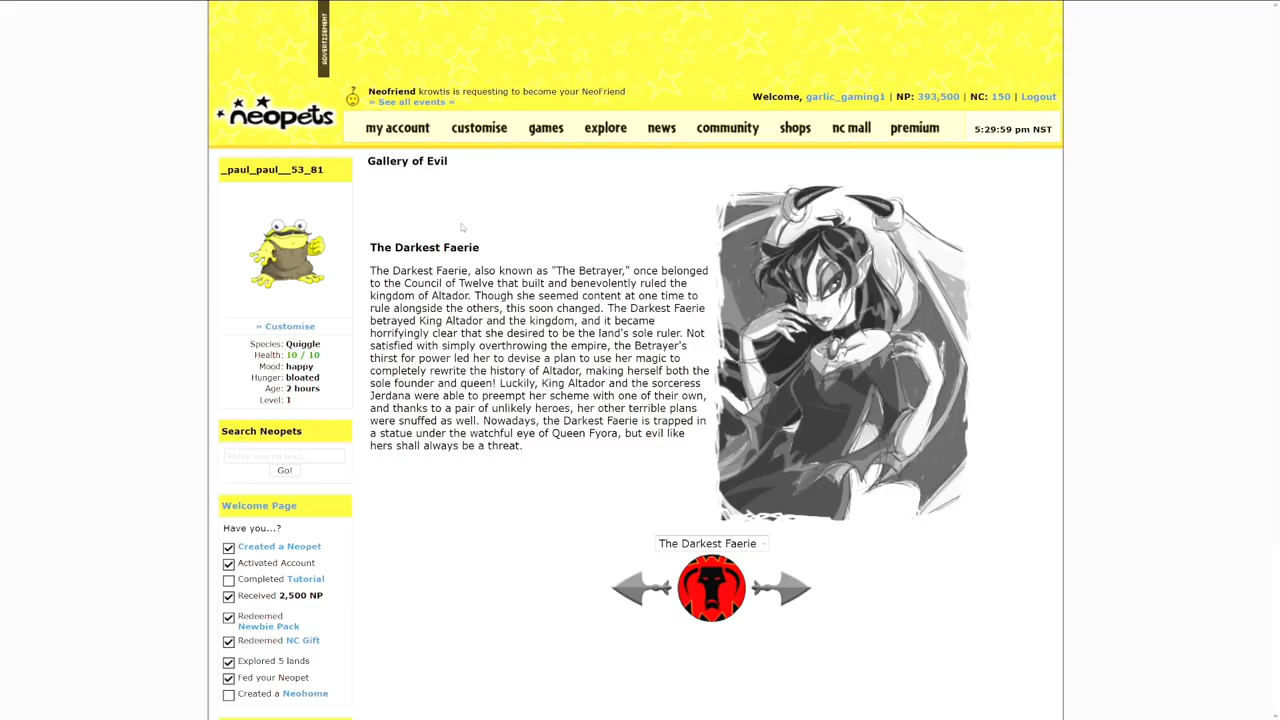 ADVERTISEMENT
Neofriend krowtis is requesting to become your NeoFriend
» See all events «
Welcome, garlic_gaming1 | NP: 393,500 | NC: 150 | Logout
neopets
my account customise games explore news community shops nc mall premium
5:29:59 pm NST
_paul_paul__53_81
» Customise
Species: Quiggle
Health: 10 / 10
Mood: happy
Hunger: bloated
Age: 2 hours
Level: 1
Search Neopets
Enter search text...
Go!
Welcome Page
Have you...?
Created a Neopet
Activated Account
Completed Tutorial
Received 2,500 NP
Redeemed
Newbie Pack
Redeemed NC Gift
Explored 5 lands
Fed your Neopet
Created a Neohome
Gallery of Evil
The Darkest Faerie
The Darkest Faerie, also known as "The Betrayer," once belonged
to the Council of Twelve that built and benevolently ruled the
kingdom of Altador. Though she seemed content at one time to
rule alongside the others, this soon changed. The Darkest Faerie
betrayed King Altador and the kingdom, and it became
horrifyingly clear that she desired to be the land's sole ruler. Not
satisfied with simply overthrowing the empire, the Betrayer's
thirst for power led her to devise a plan to use her magic to
completely rewrite the history of Altador, making herself both the
sole founder and queen! Luckily, King Altador and the sorceress
Jerdana were able to preempt her scheme with one of their own,
and thanks to a pair of unlikely heroes, her other terrible plans
were snuffed as well. Nowadays, the Darkest Faerie is trapped in
a statue under the watchful eye of Queen Fyora, but evil like
hers shall always be a threat.
The Darkest Faerie